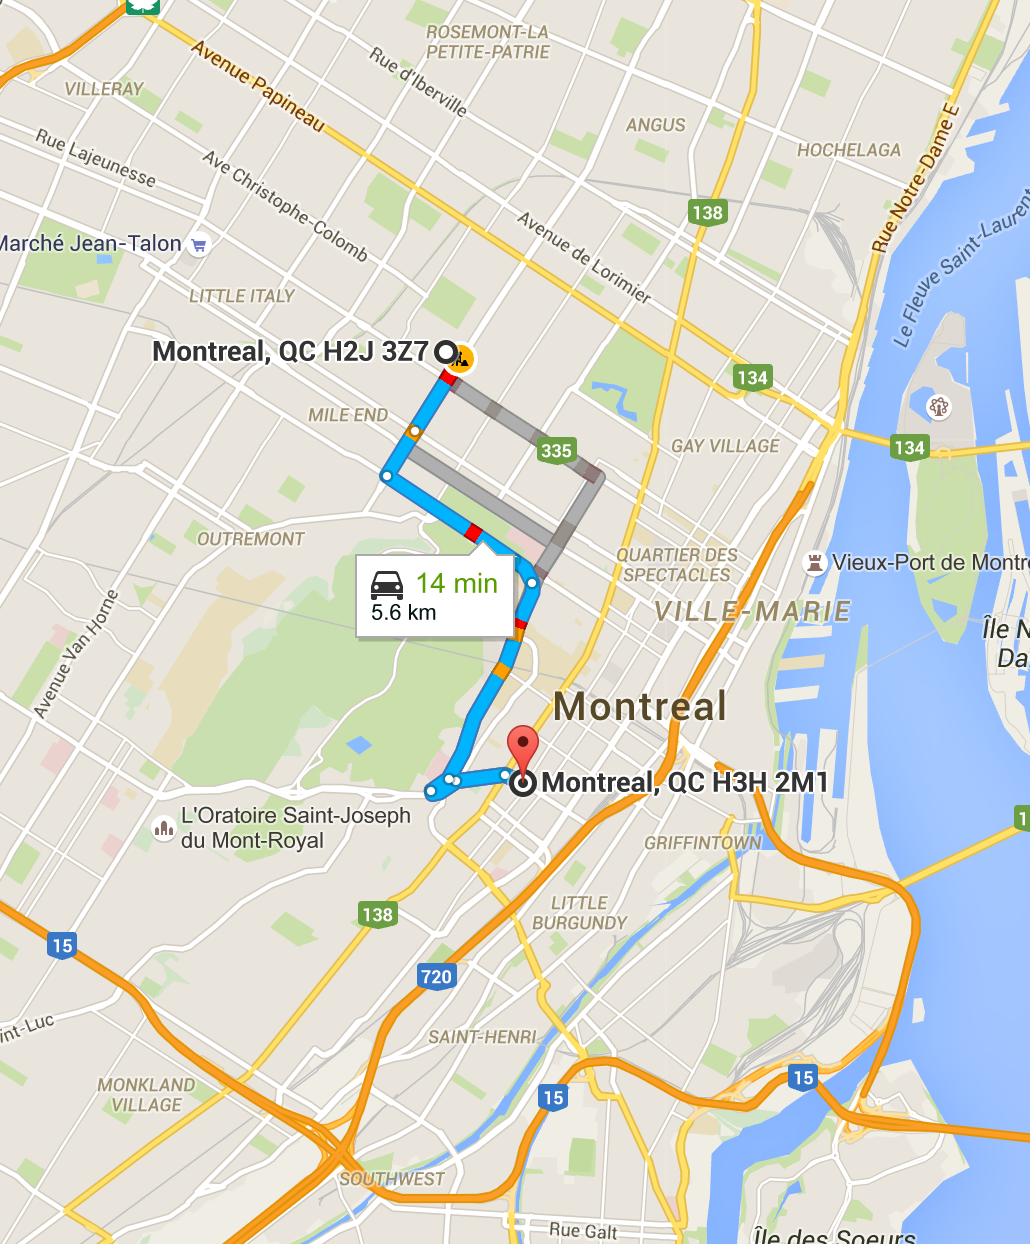 ROSEMONT-LA
PETITE-PATRIE
Avenue Papineau
Rue d'Iberville
VILLERAY
ANGUS
HOCHELAGA
Rue Lajeunesse
Ave Christophe-Colomb
Rue Notre-Dame E
138
Le Fleuve Saint-Laurent
Marché Jean-Talon
Avenue de Lorimier
LITTLE ITALY
Montreal, QC H2J 3Z7
134
MILE END
335
GAY VILLAGE
134
OUTREMONT
QUARTIER DES
SPECTACLES
Vieux-Port de Montré
14 min
5.6 km
VILLE-MARIE
Avenue Van Horne
Île N
Da
Montreal
Montreal, QC H3H 2M1
L'Oratoire Saint-Joseph
du Mont-Royal
1
GRIFFINTOWN
138
LITTLE
BURGUNDY
15
720
int-Luc
SAINT-HENRI
MONKLAND
VILLAGE
15
15
SOUTHWEST
Rue Galt
Île des Soeurs